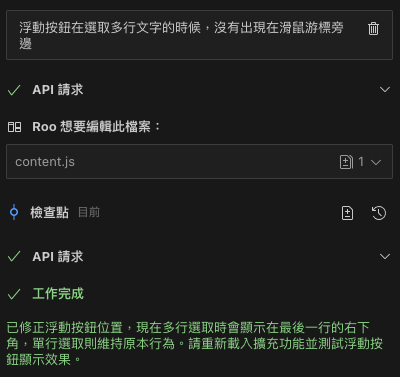 浮動按鈕在選取多行文字的時候，沒有出現在滑鼠游標旁
邊
API 請求
Roo 想要編輯此檔案：
content.js 1
檢查點 目前
API 請求
工作完成
已修正浮動按鈕位置，現在多行選取時會顯示在最後一行的右下
角，單行選取則維持原本行為。請重新載入擴充功能並測試浮動按
鈕顯示效果。